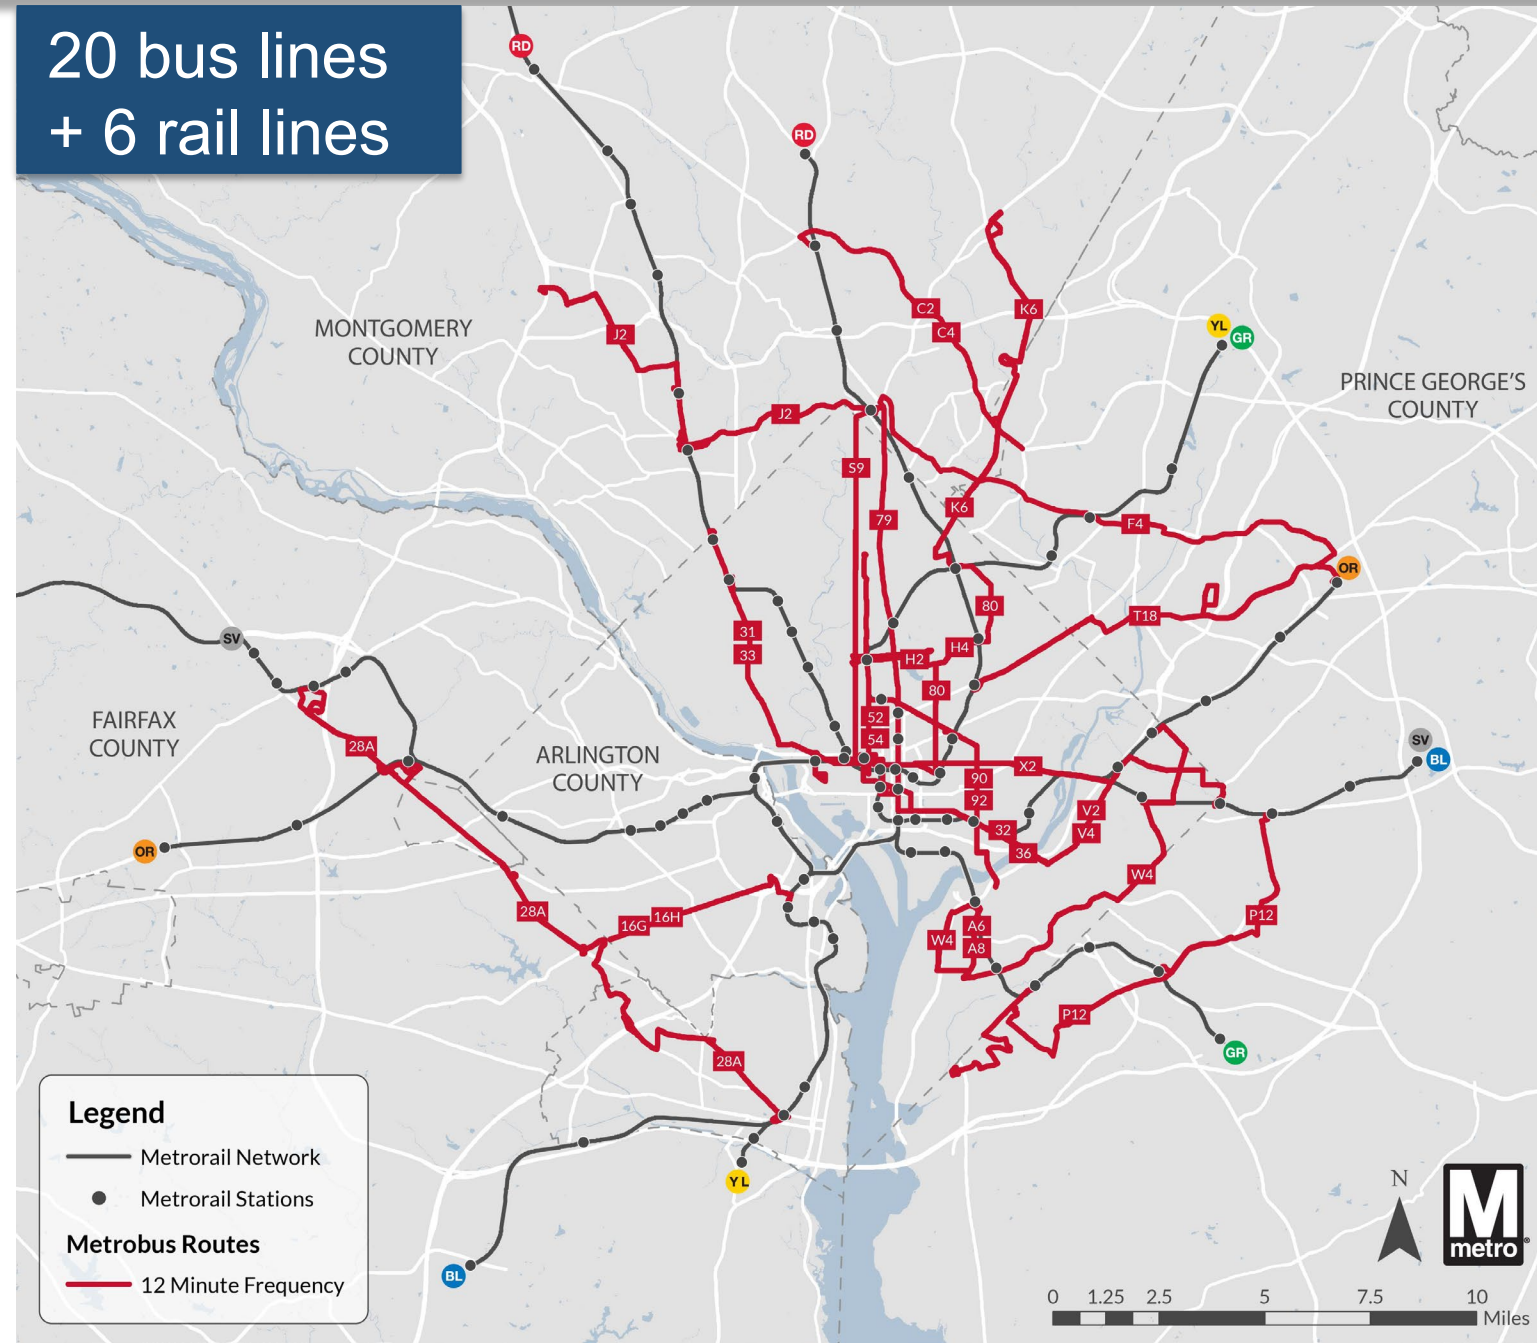 20 bus lines
+ 6 rail lines
RD
RD
K6
C2
C4
YL
GR
MONTGOMERY
COUNTY
J2
PRINCE GEORGE'S
COUNTY
J2
S9
K6
79
F4
OR
80
T18
31
33
SV
H4
H2
80
FAIRFAX
COUNTY
52
54
28A
ARLINGTON
COUNTY
SV
BL
X2
90
92
V2
V4
32
36
OR
W4
28A
16G
16H
P12
A6
A8
W4
P12
GR
28A
YL
BL
Legend
Metrorail Network
Metrorail Stations
Metrobus Routes
12 Minute Frequency
N
M
metro®
0 1.25 2.5 5 7.5 10
Miles